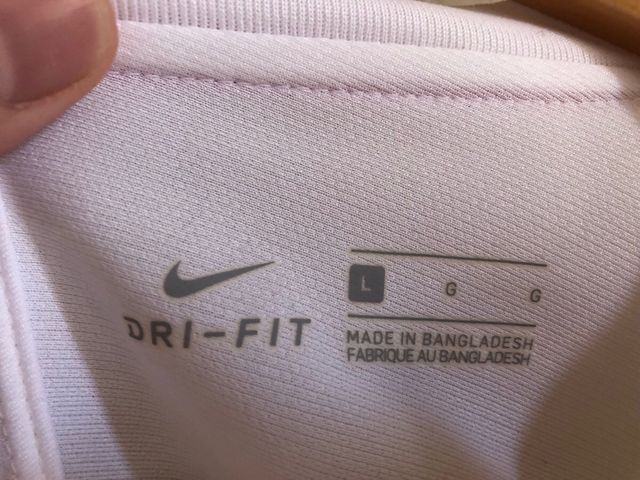 DRI-FIT
L G G
MADE IN BANGLADESH
FABRIQUE AU BANGLADESH